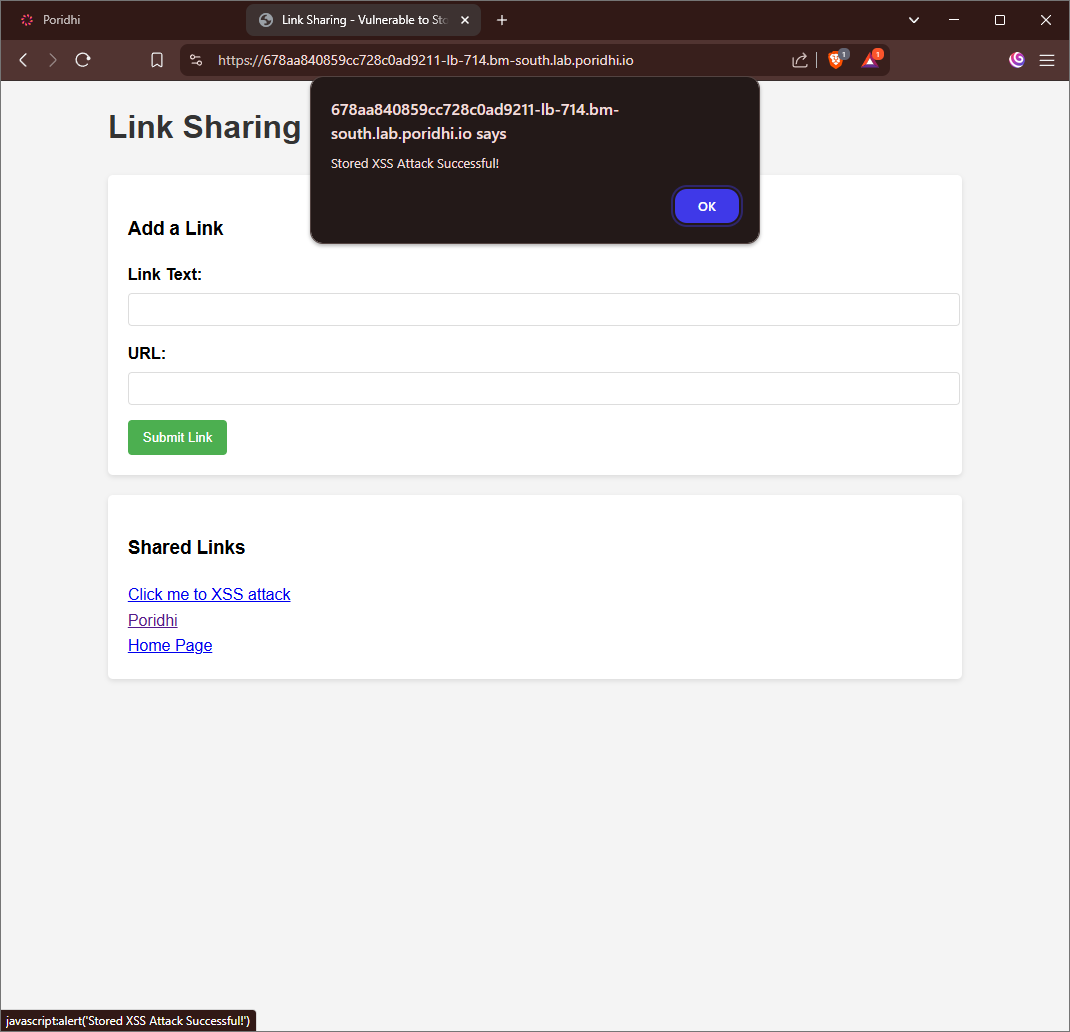 Poridhi
Link Sharing - Vulnerable to Sto
https://678aa840859cc728c0ad9211-lb-714.bm-south.lab.poridhi.io
1
1
678aa840859cc728c0ad9211-lb-714.bm-
south.lab.poridhi.io says
Stored XSS Attack Successful!
OK
Link Sharing
Add a Link
Link Text:
URL:
Submit Link
Shared Links
Click me to XSS attack
Poridhi
Home Page
javascript:alert('Stored XSS Attack Successful!')